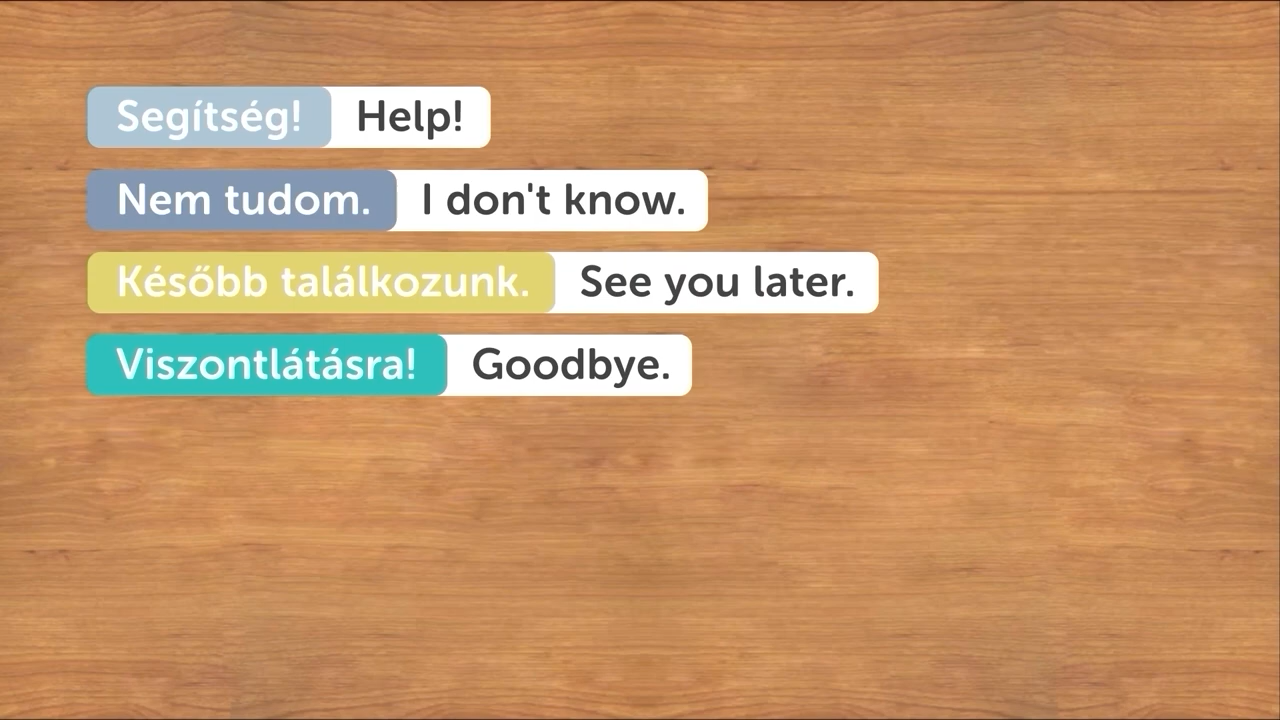 Segítség! Help!
Nem tudom. I don't know.
Később találkozunk. See you later.
Viszontlátásra! Goodbye.